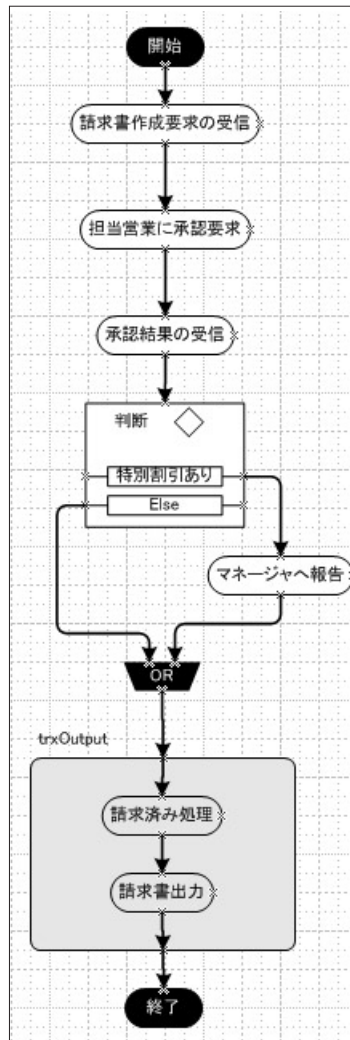 開始
請求書作成要求の受信
担当営業に承認要求
承認結果の受信
判断
特別割引あり
Else
マネージャへ報告
OR
trxOutput
請求済み処理
請求書出力
終了